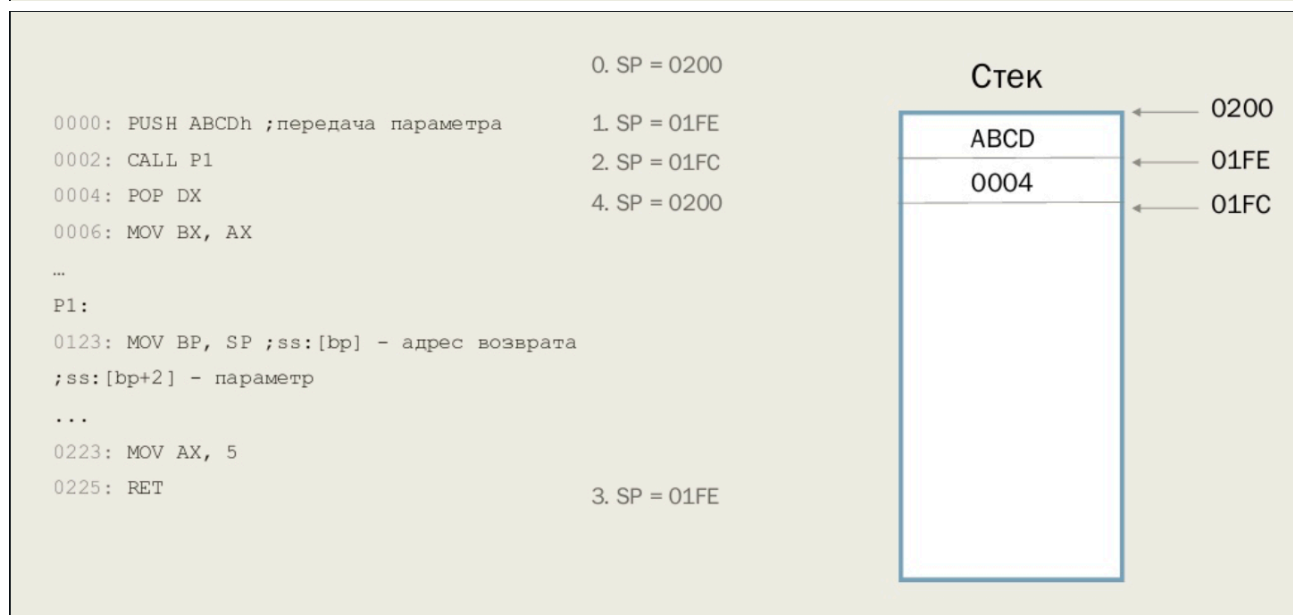 0. SP = 0200
0000: PUSH ABCDh ;передача параметра
1. SP = 01FE
0002: CALL P1
2. SP = 01FC
0004: POP DX
4. SP = 0200
0006: MOV BX, AX
…
P1:
0123: MOV BP, SP ;ss:[bp] - адрес возврата
;ss:[bp+2] - параметр
...
0223: MOV AX, 5
0225: RET
3. SP = 01FE
Стек
0200
ABCD
01FE
0004
01FC